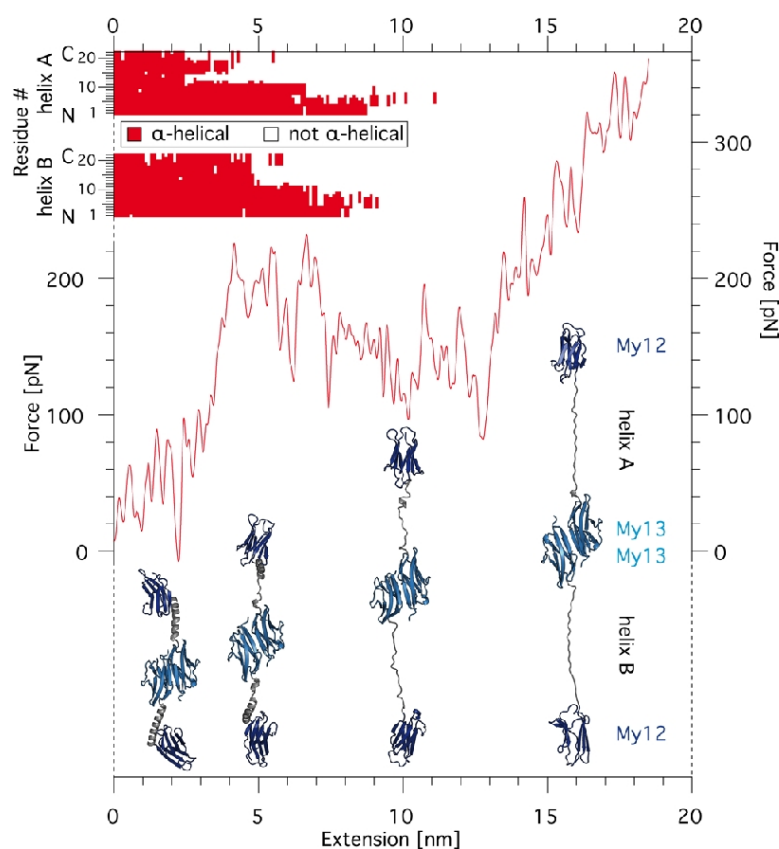 0 5 10 15 20
Residue #
helix A
C 20
10
N 1
α-helical not α-helical
helix B
C 20
10
N 1
300
200 200
100 100
0 0
Force [pN]
Force [pN]
My12
helix A
My13
My13
helix B
My12
0 5 10 15 20
Extension [nm]